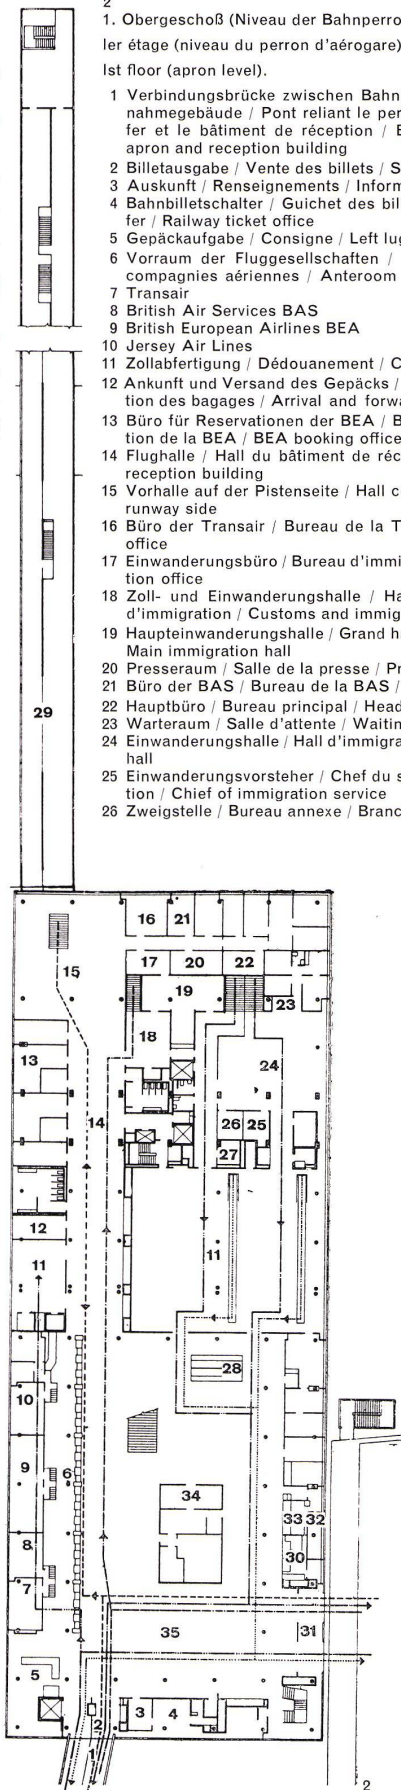 2
1. Obergeschoß (Niveau der Bahnperro
Ier étage (niveau du perron d'aérogare)
Ist floor (apron level).
1 Verbindungsbrücke zwischen Bahn
nahmegebäude / Pont reliant le per
fer et le bâtiment de réception / B
apron and reception building
2 Billetausgabe / Vente des billets / S
3 Auskunft / Renseignements / Inform
4 Bahnbilletschalter / Guichet des bil
fer / Railway ticket office
5 Gepäckaufgabe / Consigne / Left lug
6 Vorraum der Fluggesellschaften /
compagnies aériennes / Anteroom
7 Transair
8 British Air Services BAS
9 British European Airlines BEA
10 Jersey Air Lines
11 Zollabfertigung / Dédouanement / C
12 Ankunft und Versand des Gepäcks /
tion des bagages / Arrival and forwa
13 Büro für Reservationen der BEA / B
tion de la BEA / BEA booking office
14 Flughalle / Hall du bâtiment de réc
reception building
15 Vorhalle auf der Pistenseite / Hall c
runway side
16 Büro der Transair / Bureau de la T
office
17 Einwanderungsbüro / Bureau d'immi
tion office
18 Zoll- und Einwanderungshalle / Ha
d'immigration / Customs and immig
19 Haupteinwanderungshalle / Grand h
Main immigration hall
20 Presseraum / Salle de la presse / Pr
21 Büro der BAS / Bureau de la BAS /
22 Hauptbüro / Bureau principal / Head
23 Warteraum / Salle d'attente / Waitin
24 Einwanderungshalle / Hall d'immigra
hall
25 Einwanderungsvorsteher / Chef du s
tion / Chief of immigration service
26 Zweigstelle / Bureau annexe / Branc
29
16 21
15 17 20 22
19
23
18
13 24
14 26 25
27
12
11 11
28
10
9 6
34
8 33 32
30
7
35 31
5
3 4
2
1
2